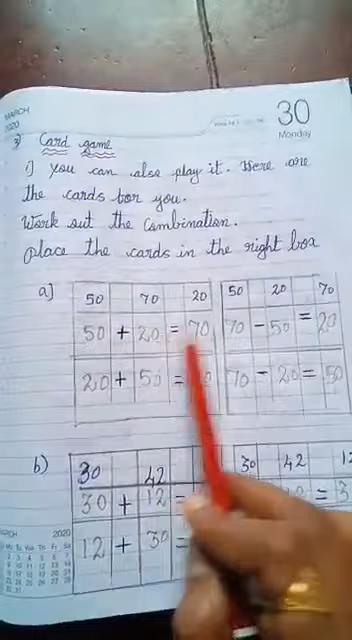 MARCH
2020
30
Monday
Card game
1) You can also play it. Here are
the cards for you.
Work out the combination.
place the cards in the right box
a] 50 70 20 50 20 70
50 + 20 = 70 70 - 50 = 20
20 + 50 = 70 - 20 = 50
b) 30 42 30 42
30 + 12 =
12 + 30 =
MARCH 2020